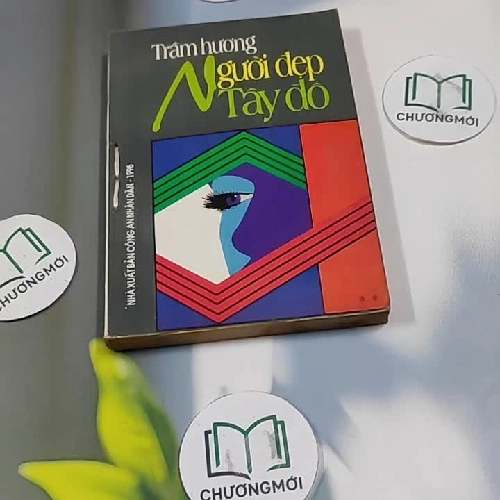 Trầm hương
Người đẹp
Tây đô
NHÀ XUẤT BẢN CÔNG AN NHÂN DÂN - 1996
CHƯƠNGMỚI
CHƯƠNGMỚI
CHƯƠNGMỚI